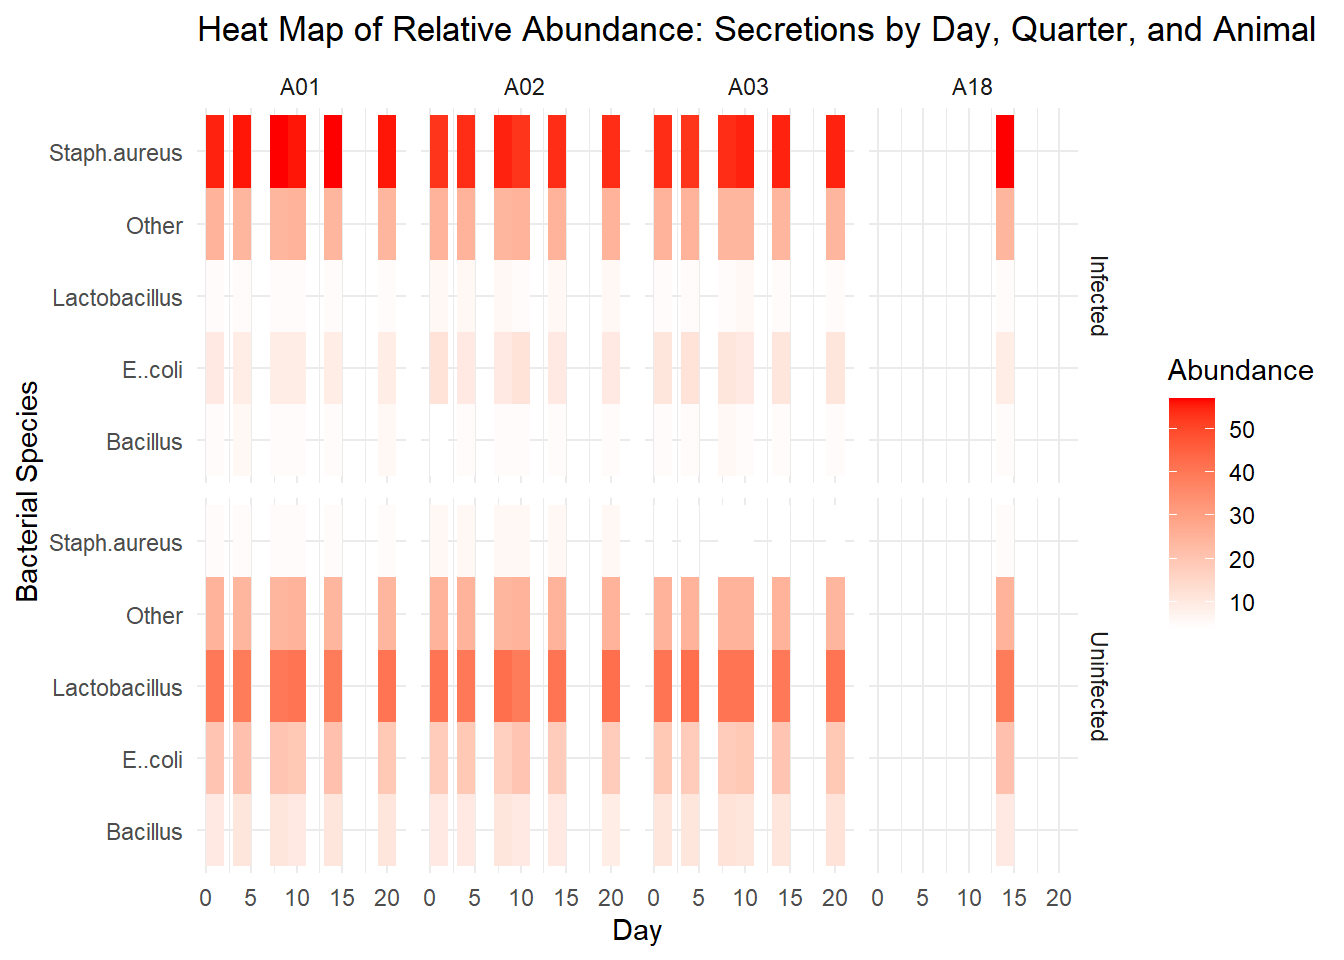 Heat Map of Relative Abundance: Secretions by Day, Quarter, and Animal
A01 A02 A03 A18
Staph.aureus
Other
Lactobacillus
E..coli
Bacillus
Infected
Staph.aureus
Other
Lactobacillus
E..coli
Bacillus
Uninfected
Bacterial Species
0 5 10 15 20 0 5 10 15 20 0 5 10 15 20 0 5 10 15 20
Day
Abundance
50
40
30
20
10